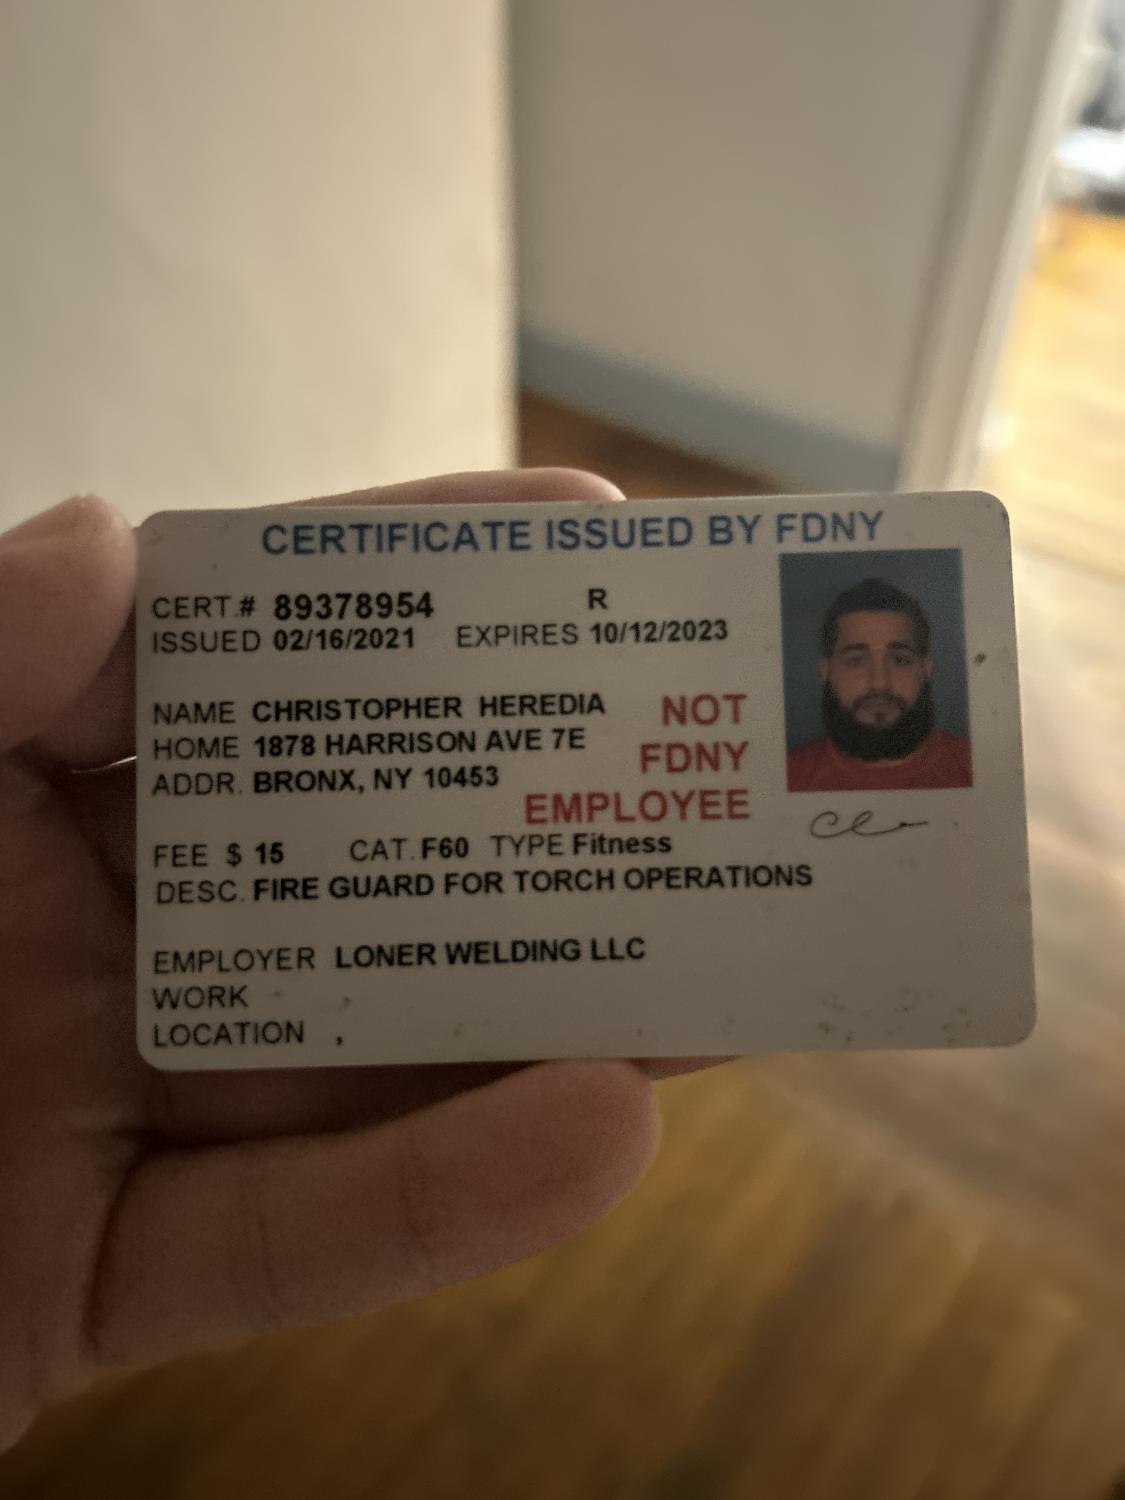 CERTIFICATE ISSUED BY FDNY
CERT.# 89378954 R
ISSUED 02/16/2021 EXPIRES 10/12/2023
NAME CHRISTOPHER HEREDIA NOT
HOME 1878 HARRISON AVE 7E FDNY
ADDR. BRONX, NY 10453
EMPLOYEE
FEE $ 15 CAT. F60 TYPE Fitness
DESC. FIRE GUARD FOR TORCH OPERATIONS
EMPLOYER LONER WELDING LLC
WORK ,
LOCATION ,